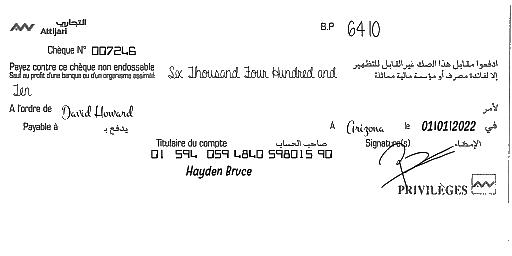 التجاري
Attijari
B.P 6410
Chèque N° 007246
Payez contre ce chèque non endossable
Sauf au profit d'une banque ou d'un organisme assimilé
Six Thousand Four Hundred and
ادفعوا مقابل هذا الصك غير القابل للتظهير
إلا لفائدة مصرف أو مؤسسة مالية مماثلة
Ten
A l'ordre de David Howard لأمر
Payable à يدفع بـ A Arizona le 01/01/2022 في
Titulaire du compte صاحب الحساب Signature(s) الإمضاء
01 594 059 4840 598015 90
Hayden Bruce
PRIVILÈGES